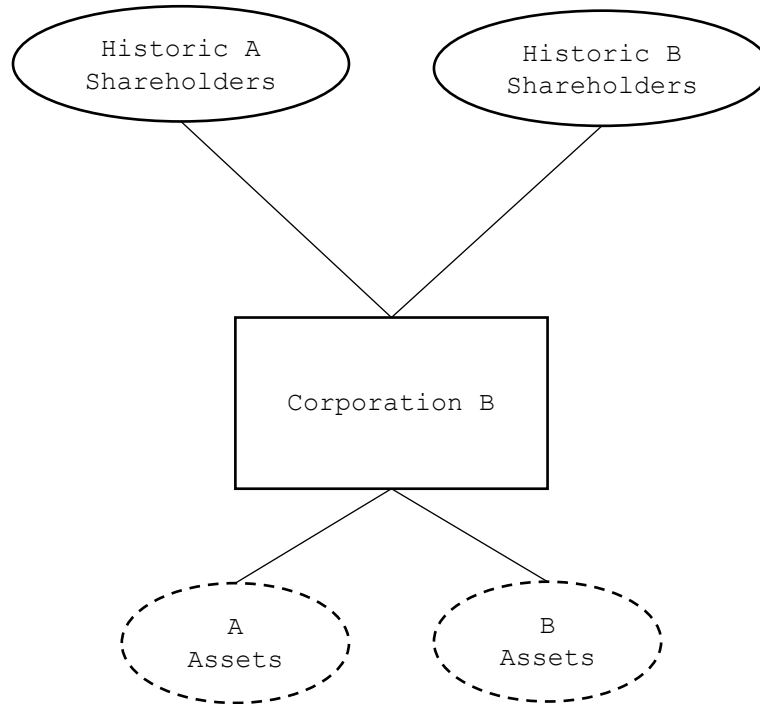 Historic A
Shareholders
Historic B
Shareholders
Corporation B
A
Assets
B
Assets